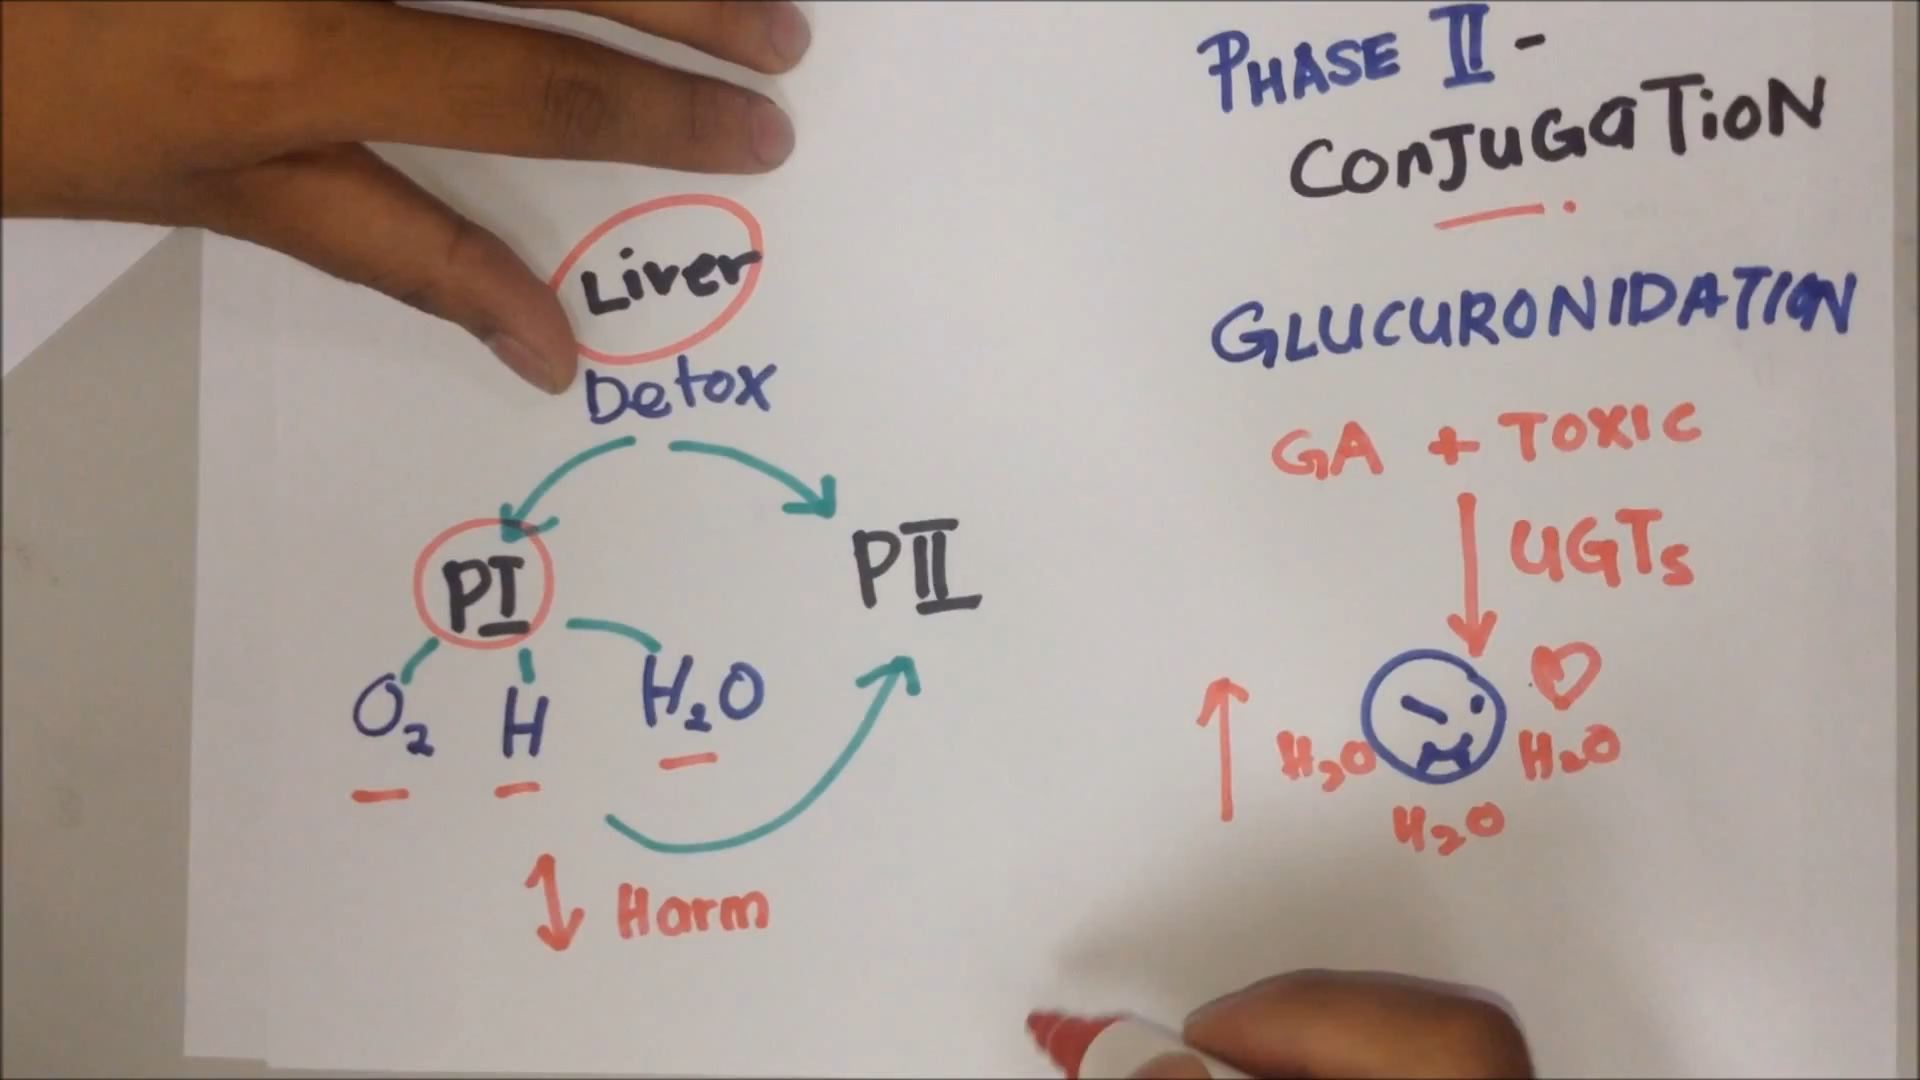 Liver
Detox
PI
PII
O2
H
H2O
Harm
PHASE II -
CONJUGATION
GLUCURONIDATION
GA + TOXIC
UGTs
H2O
H2O
H2O